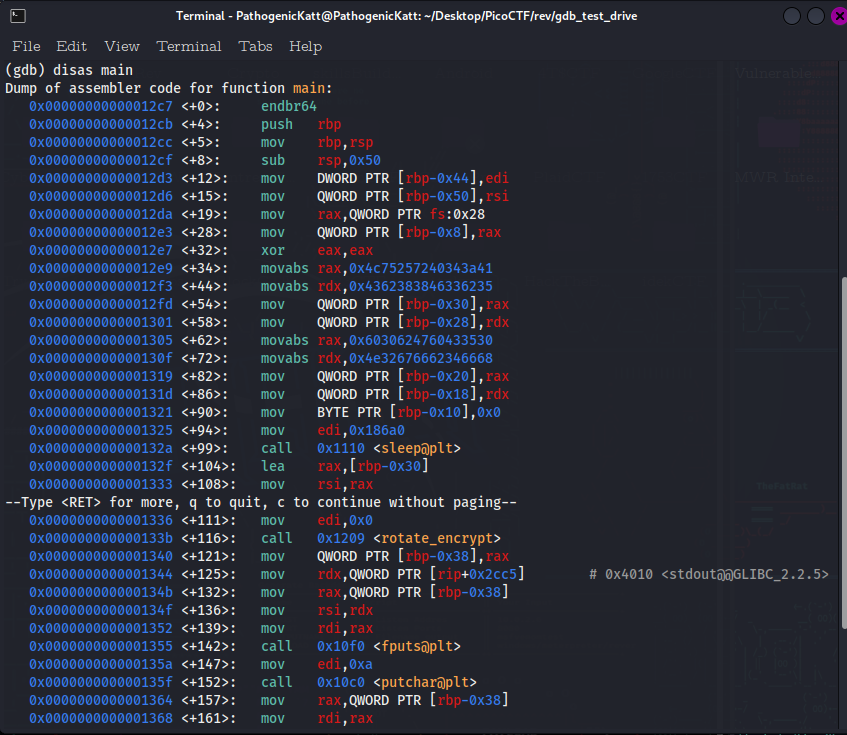 Terminal - PathogenicKatt@PathogenicKatt: ~/Desktop/PicoCTF/rev/gdb_test_drive
File Edit View Terminal Tabs Help
(gdb) disas main
Dump of assembler code for function main:
0x00000000000012c7 <+0>: endbr64
0x00000000000012cb <+4>: push rbp
0x00000000000012cc <+5>: mov rbp,rsp
0x00000000000012cf <+8>: sub rsp,0x50
0x00000000000012d3 <+12>: mov DWORD PTR [rbp-0x44],edi
0x00000000000012d6 <+15>: mov QWORD PTR [rbp-0x50],rsi
0x00000000000012da <+19>: mov rax,QWORD PTR fs:0x28
0x00000000000012e3 <+28>: mov QWORD PTR [rbp-0x8],rax
0x00000000000012e7 <+32>: xor eax,eax
0x00000000000012e9 <+34>: movabs rax,0x4c75257240343a41
0x00000000000012f3 <+44>: movabs rdx,0x4362383846336235
0x00000000000012fd <+54>: mov QWORD PTR [rbp-0x30],rax
0x0000000000001301 <+58>: mov QWORD PTR [rbp-0x28],rdx
0x0000000000001305 <+62>: movabs rax,0x6030624760433530
0x000000000000130f <+72>: movabs rdx,0x4e32676662346668
0x0000000000001319 <+82>: mov QWORD PTR [rbp-0x20],rax
0x000000000000131d <+86>: mov QWORD PTR [rbp-0x18],rdx
0x0000000000001321 <+90>: mov BYTE PTR [rbp-0x10],0x0
0x0000000000001325 <+94>: mov edi,0x186a0
0x000000000000132a <+99>: call 0x1110 <sleep@plt>
0x000000000000132f <+104>: lea rax,[rbp-0x30]
0x0000000000001333 <+108>: mov rsi,rax
--Type <RET> for more, q to quit, c to continue without paging--
0x0000000000001336 <+111>: mov edi,0x0
0x000000000000133b <+116>: call 0x1209 <rotate_encrypt>
0x0000000000001340 <+121>: mov QWORD PTR [rbp-0x38],rax
0x0000000000001344 <+125>: mov rdx,QWORD PTR [rip+0x2cc5] # 0x4010 <stdout@@GLIBC_2.2.5>
0x000000000000134b <+132>: mov rax,QWORD PTR [rbp-0x38]
0x000000000000134f <+136>: mov rsi,rdx
0x0000000000001352 <+139>: mov rdi,rax
0x0000000000001355 <+142>: call 0x10f0 <fputs@plt>
0x000000000000135a <+147>: mov edi,0xa
0x000000000000135f <+152>: call 0x10c0 <putchar@plt>
0x0000000000001364 <+157>: mov rax,QWORD PTR [rbp-0x38]
0x0000000000001368 <+161>: mov rdi,rax